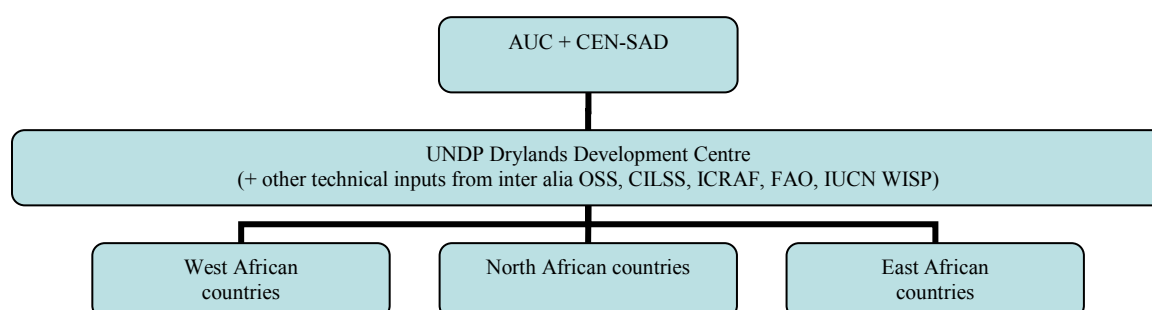 AUC + CEN-SAD
UNDP Drylands Development Centre
(+ other technical inputs from inter alia OSS, CILSS, ICRAF, FAO, IUCN WISP)
West African
countries
North African countries
East African
countries